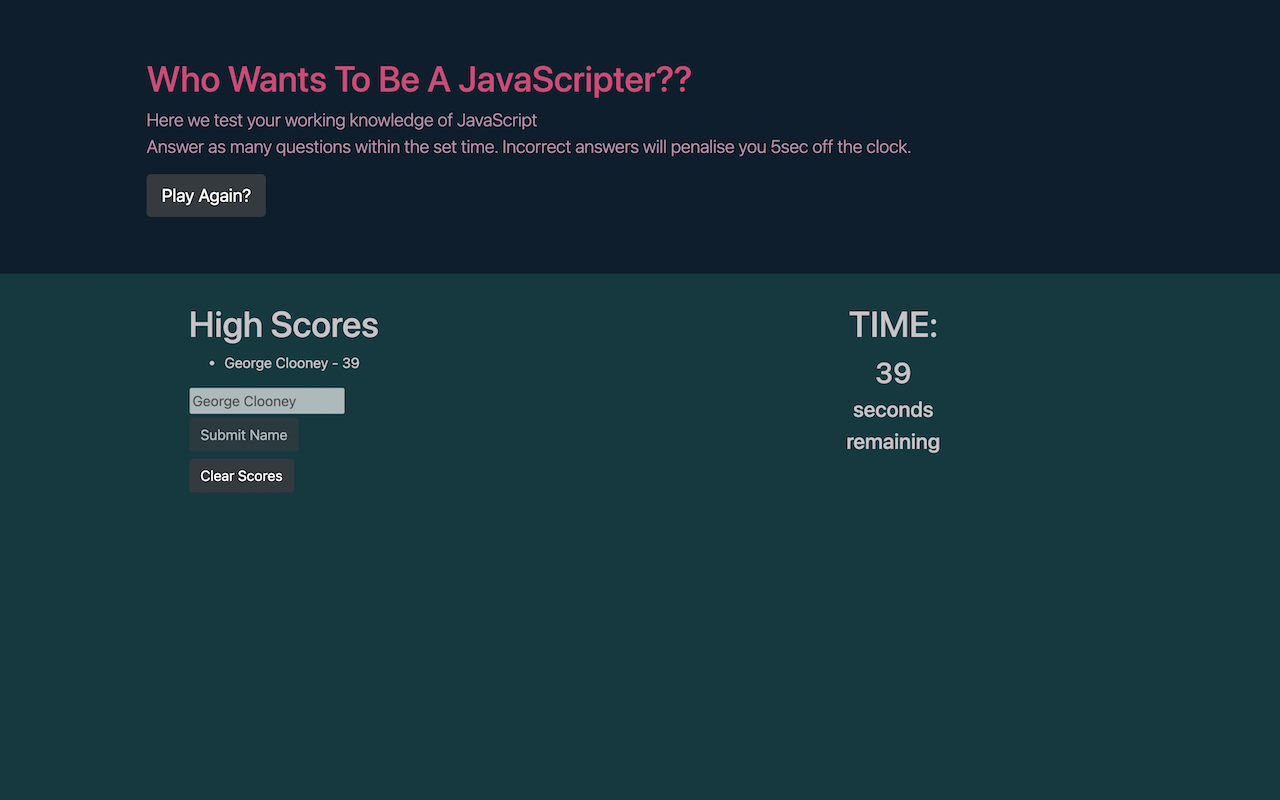 Who Wants To Be A JavaScripter??
Here we test your working knowledge of JavaScript
Answer as many questions within the set time. Incorrect answers will penalise you 5sec off the clock.
Play Again?
High Scores
• George Clooney - 39
George Clooney
Submit Name
Clear Scores
TIME:
39
seconds
remaining